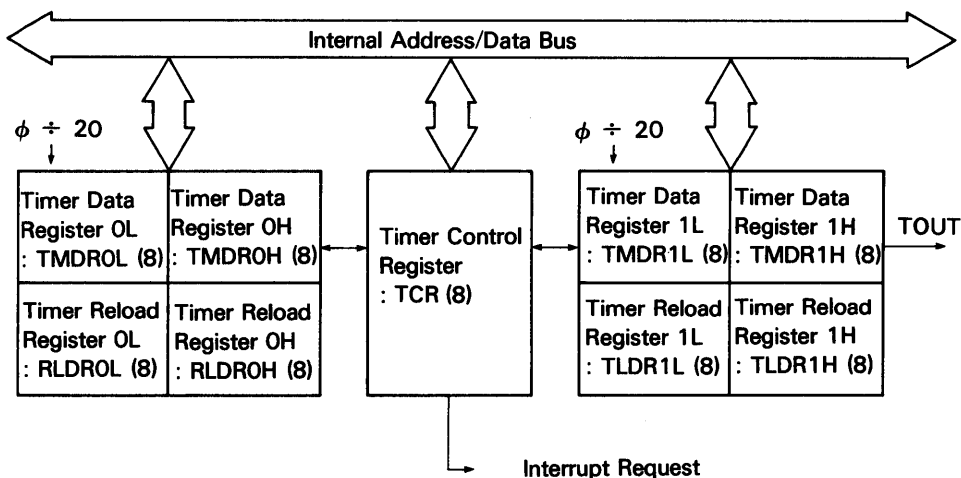 Internal Address/Data Bus
ϕ ÷ 20
ϕ ÷ 20
Timer Data
Register 0L
: TMDR0L (8)
Timer Data
Register 0H
: TMDR0H (8)
Timer Reload
Register 0L
: RLDR0L (8)
Timer Reload
Register 0H
: RLDR0H (8)
Timer Control
Register
: TCR (8)
Timer Data
Register 1L
: TMDR1L (8)
Timer Data
Register 1H
: TMDR1H (8)
Timer Reload
Register 1L
: TLDR1L (8)
Timer Reload
Register 1H
: TLDR1H (8)
TOUT
Interrupt Request